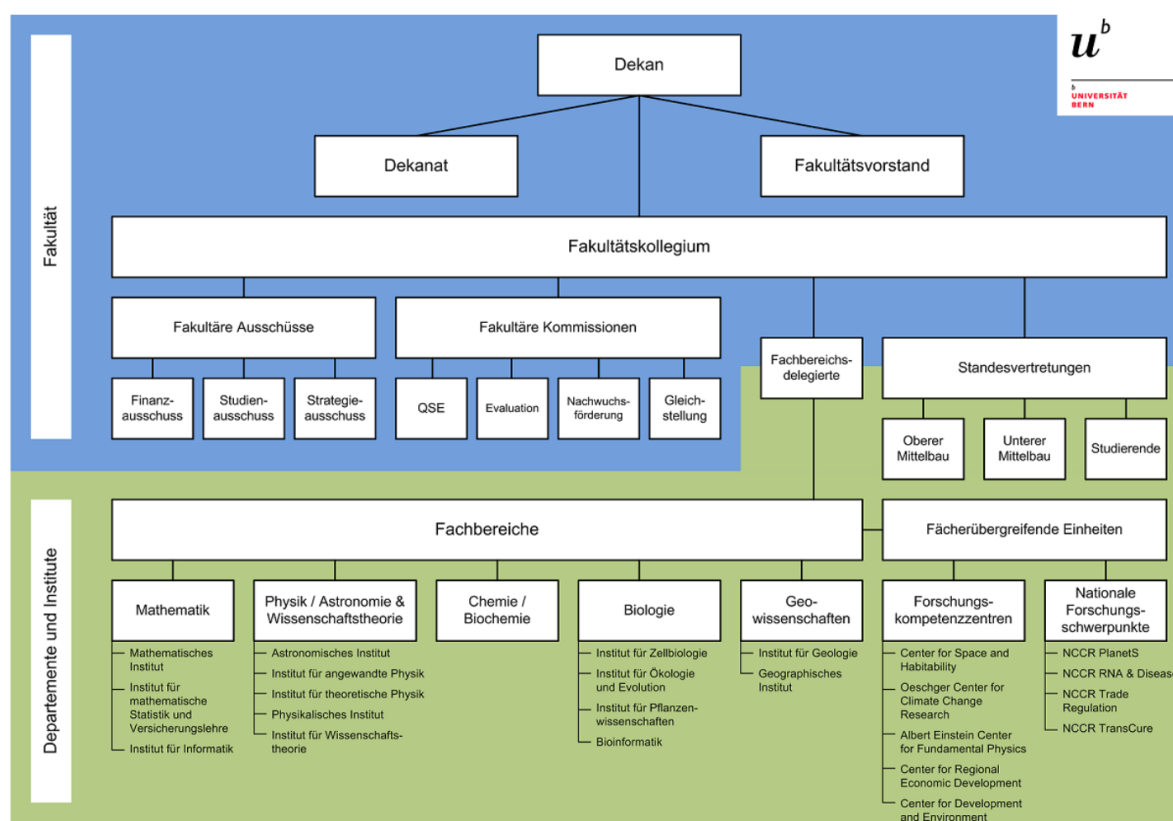 u^b
b
UNIVERSITÄT
BERN
Fakultät
Dekan
Dekanat
Fakultätsvorstand
Fakultätskollegium
Fakultäre Ausschüsse
Fakultäre Kommissionen
Fachbereichs-
delegierte
Standesvertretungen
Finanz-
ausschuss
Studien-
ausschuss
Strategie-
ausschuss
QSE
Evaluation
Nachwuchs-
förderung
Gleich-
stellung
Oberer
Mittelbau
Unterer
Mittelbau
Studierende
Departemente und Institute
Fachbereiche
Fächerübergreifende Einheiten
Mathematik
Physik / Astronomie &
Wissenschaftstheorie
Chemie /
Biochemie
Biologie
Geo-
wissenschaften
Forschungs-
kompetenzzentren
Nationale
Forschungs-
schwerpunkte
Mathematisches
Institut
Institut für
mathematische
Statistik und
Versicherungslehre
Institut für Informatik
Astronomisches Institut
Institut für angewandte Physik
Institut für theoretische Physik
Physikalisches Institut
Institut für Wissenschafts-
theorie
Institut für Zellbiologie
Institut für Ökologie
und Evolution
Institut für Pflanzen-
wissenschaften
Bioinformatik
Institut für Geologie
Geographisches
Institut
Center for Space and
Habitability
Oeschger Center for
Climate Change
Research
Albert Einstein Center
for Fundamental Physics
Center for Regional
Economic Development
Center for Development
and Environment
NCCR PlanetS
NCCR RNA & Disease
NCCR Trade
Regulation
NCCR TransCure